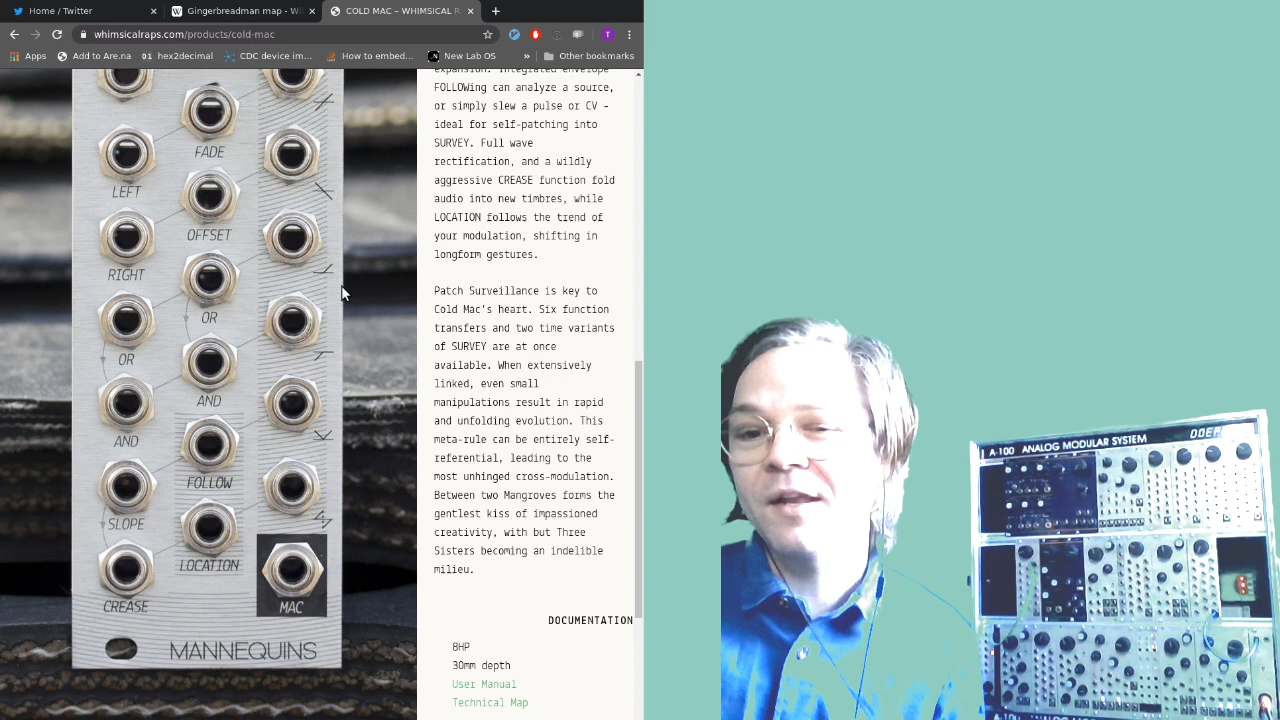 Home / Twitter
Gingerbreadman map - Wi
COLD MAC – WHISIMICAL R
whimsicalraps.com/products/cold-mac
T
Apps
Add to Are.na
01 hex2decimal
CDC device im...
How to embed...
New Lab OS
»
Other bookmarks
FADE
LEFT
OFFSET
RIGHT
OR
OR
AND
AND
FOLLOW
SLOPE
LOCATION
CREASE
MAC
MANNEQUINS
expansion. Integrated envelope
FOLLOWing can analyze a source,
or simply slew a pulse or CV –
ideal for self-patching into
SURVEY. Full wave
rectification, and a wildly
aggressive CREASE function fold
audio into new timbres, while
LOCATION follows the trend of
your modulation, shifting in
longform gestures.
Patch Surveillance is key to
Cold Mac's heart. Six function
transfers and two time variants
of SURVEY are at once
available. When extensively
linked, even small
manipulations result in rapid
and unfolding evolution. This
meta-rule can be entirely self-
referential, leading to the
most unhinged cross-modulation.
Between two Mangroves forms the
gentlest kiss of impassioned
creativity, with but Three
Sisters becoming an indelible
milieu.
DOCUMENTATION
8HP
30mm depth
User Manual
Technical Map
A-100 ANALOG MODULAR SYSTEM
DOEP